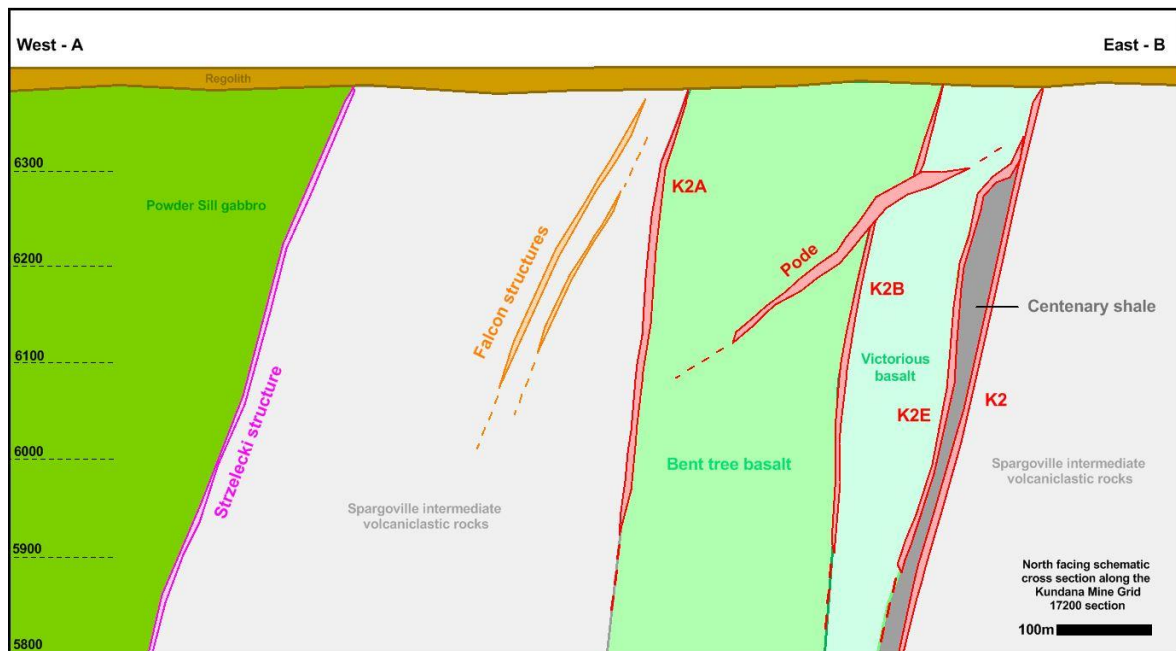 West - A
East - B
Regolith
6300
K2A
Powder Sill gabbro
6200
Falcon structures
Pode
K2B
Centenary shale
6100
Victorious
basalt
Strzelecki structure
K2E
K2
6000
Bent tree basalt
Spargoville intermediate
volcaniclastic rocks
Spargoville intermediate
volcaniclastic rocks
5900
North facing schematic
cross section along the
Kundana Mine Grid
17200 section
100m
5800